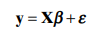 y = Xβ + ε